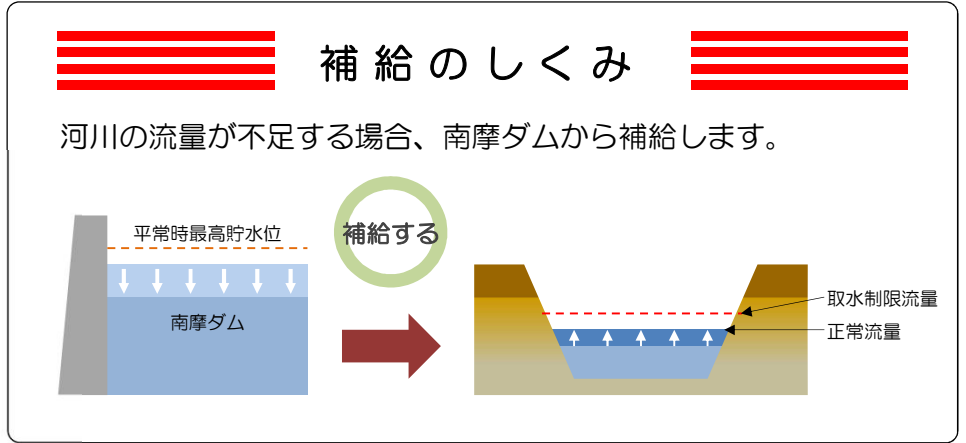 補給のしくみ
河川の流量が不足する場合、南摩ダムから補給します。
平常時最高貯水位
補給する
南摩ダム
取水制限流量
正常流量